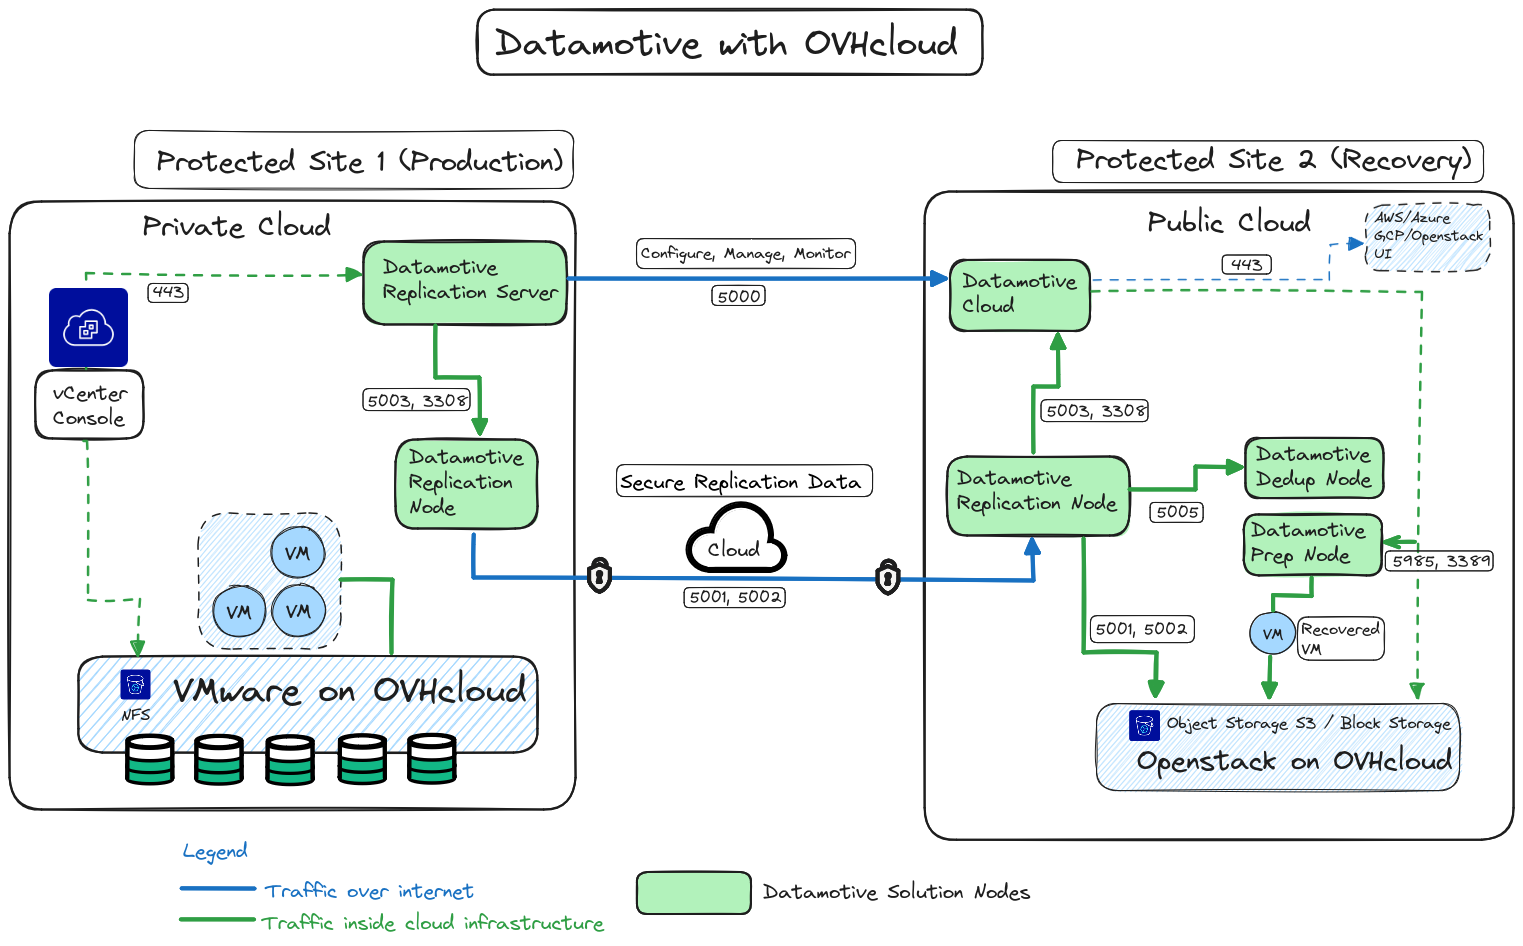 Datamotive with OVHcloud
Protected Site 1 (Production)
Private Cloud
Datamotive
Replication Server
443
vCenter
Console
5003, 3308
Datamotive
Replication
Node
VM
VM
VM
NFS
VMware on OVHcloud
Configure, Manage, Monitor
5000
Secure Replication Data
Cloud
5001, 5002
Protected Site 2 (Recovery)
Public Cloud
AWS/Azure
GCP/Openstack
UI
443
Datamotive
Cloud
5003, 3308
Datamotive
Replication Node
5005
Datamotive
Dedup Node
Datamotive
Prep Node
5985, 3389
5001, 5002
VM
Recovered
VM
Object Storage S3 / Block Storage
Openstack on OVHcloud
Legend
Traffic over internet
Traffic inside cloud infrastructure
Datamotive Solution Nodes